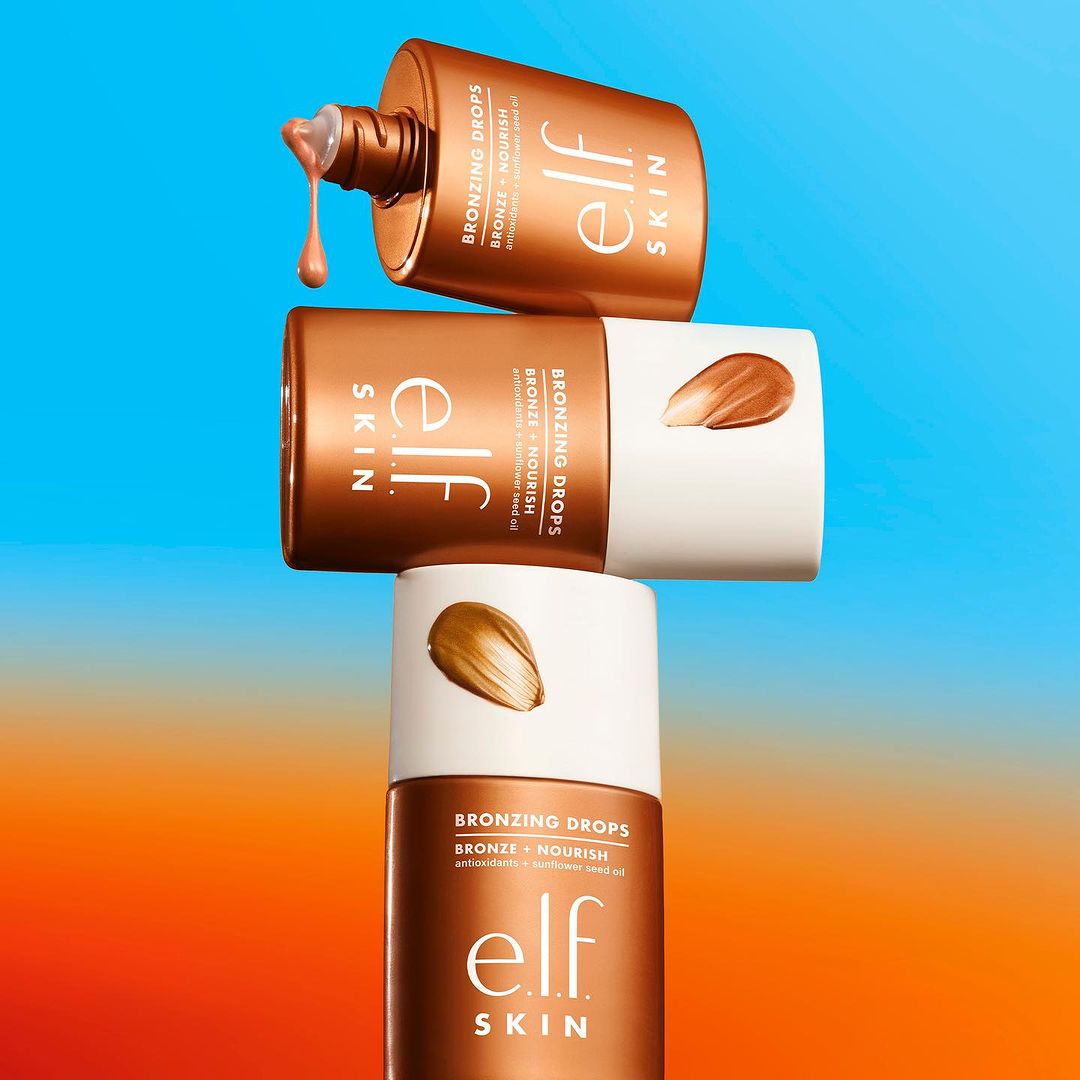 BRONZING DROPS
BRONZE + NOURISH
antioxidants + sunflower seed oil
e.l.f.
SKIN
BRONZING DROPS
BRONZE + NOURISH
antioxidants + sunflower seed oil
e.l.f.
SKIN
BRONZING DROPS
BRONZE + NOURISH
antioxidants + sunflower seed oil
e.l.f.
SKIN